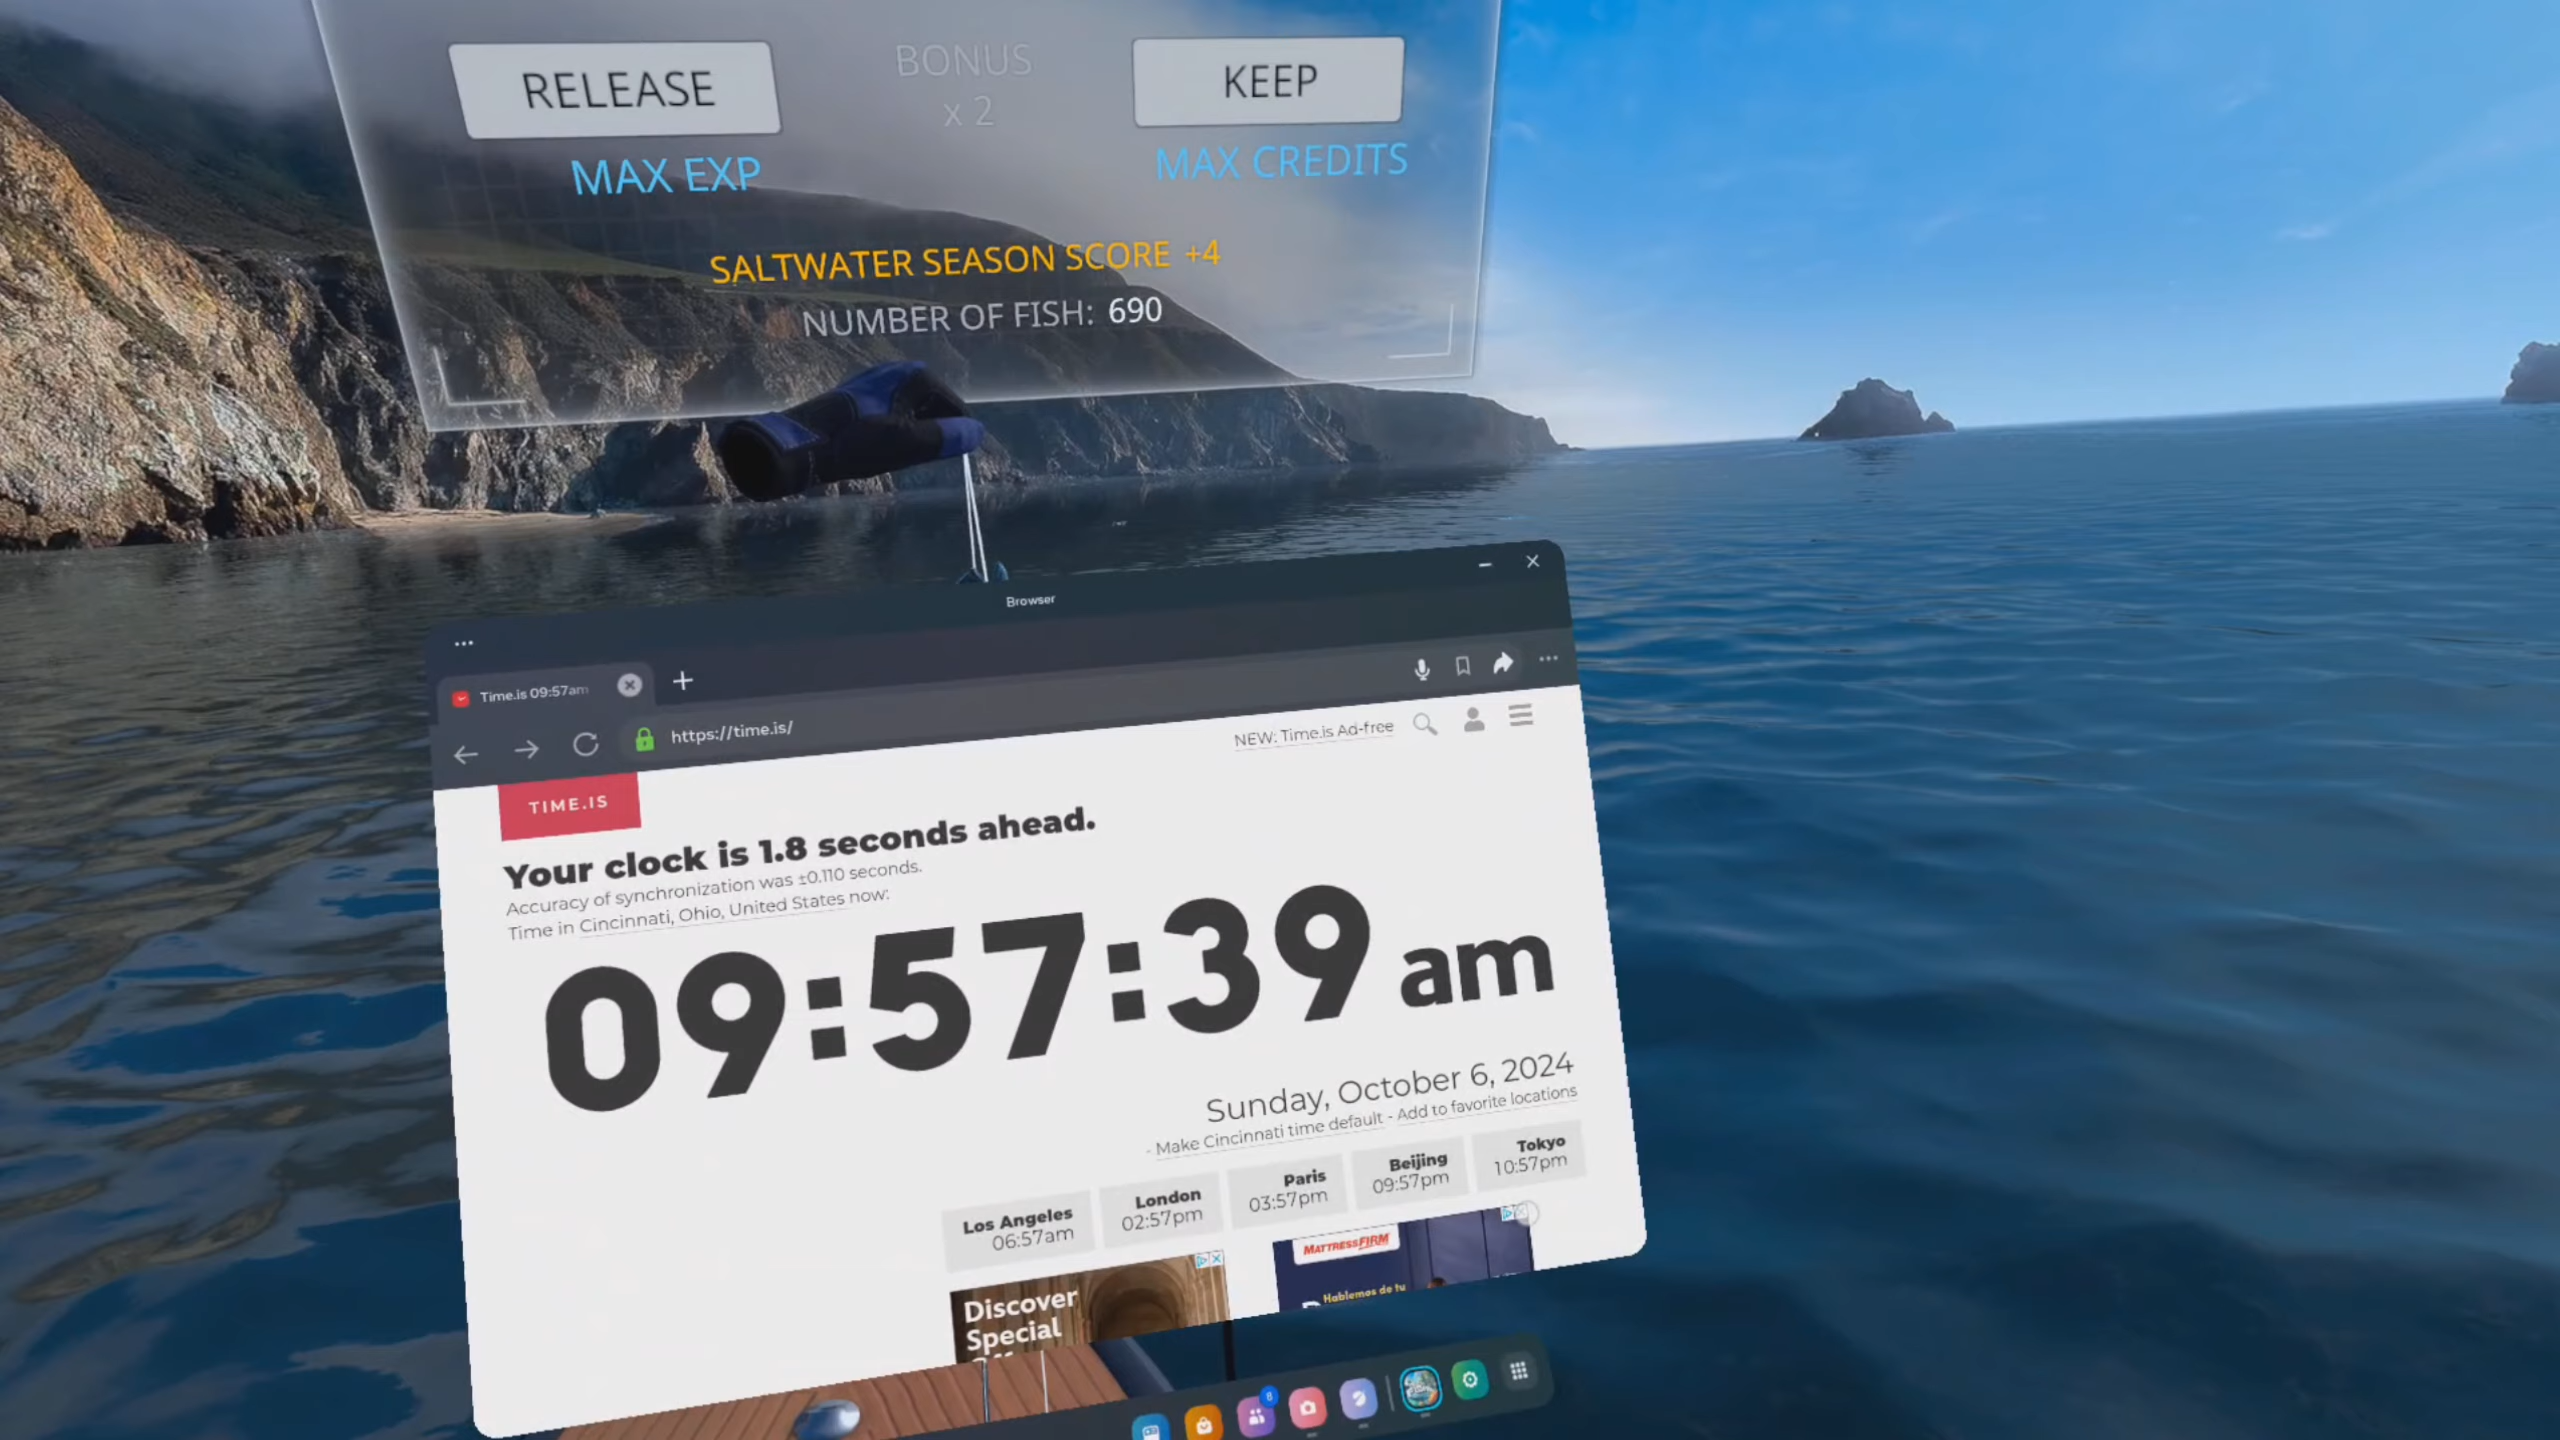 RELEASE
BONUS
x 2
KEEP
MAX EXP
MAX CREDITS
SALTWATER SEASON SCORE +4
NUMBER OF FISH: 690
Browser
Time.is 09:57am
https://time.is/
NEW: Time.is Ad-free
TIME.IS
Your clock is 1.8 seconds ahead.
Accuracy of synchronization was ±0.110 seconds.
Time in Cincinnati, Ohio, United States now:
09:57:39 am
Sunday, October 6, 2024
- Make Cincinnati time default - Add to favorite locations
Los Angeles
06:57am
London
02:57pm
Paris
03:57pm
Beijing
09:57pm
Tokyo
10:57pm
Discover
Special
MATTRESSFIRM
Hablemos de tu
8